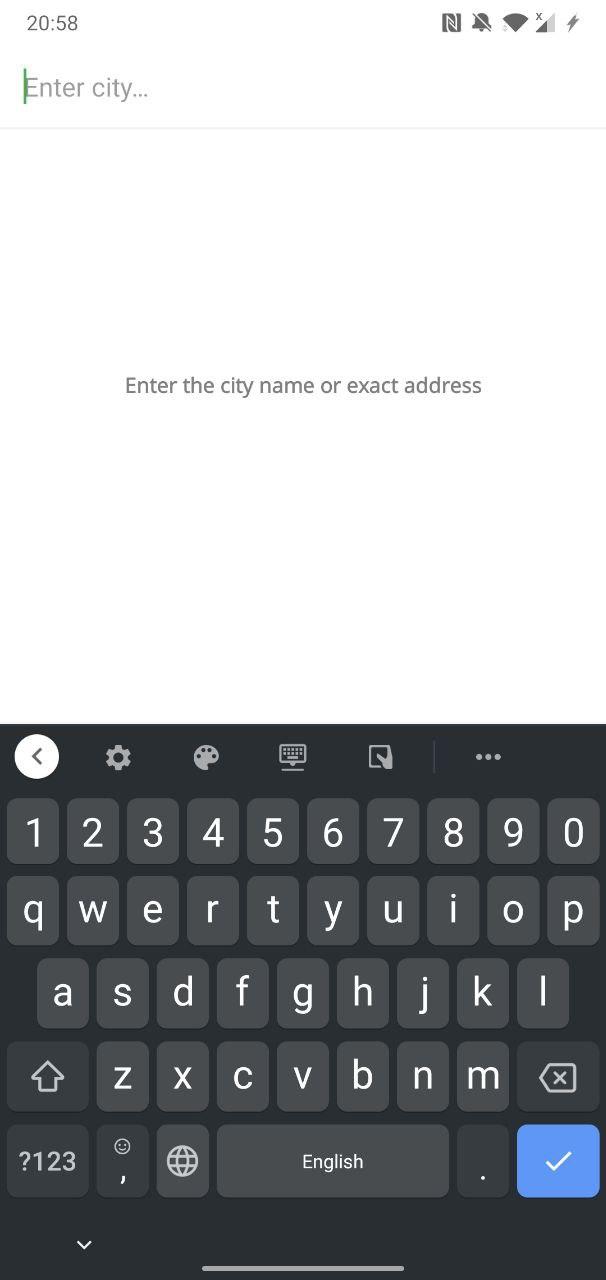 20:58
Enter city...
Enter the city name or exact address
1 2 3 4 5 6 7 8 9 0
q w e r t y u i o p
a s d f g h j k l
z x c v b n m
?123 , English .